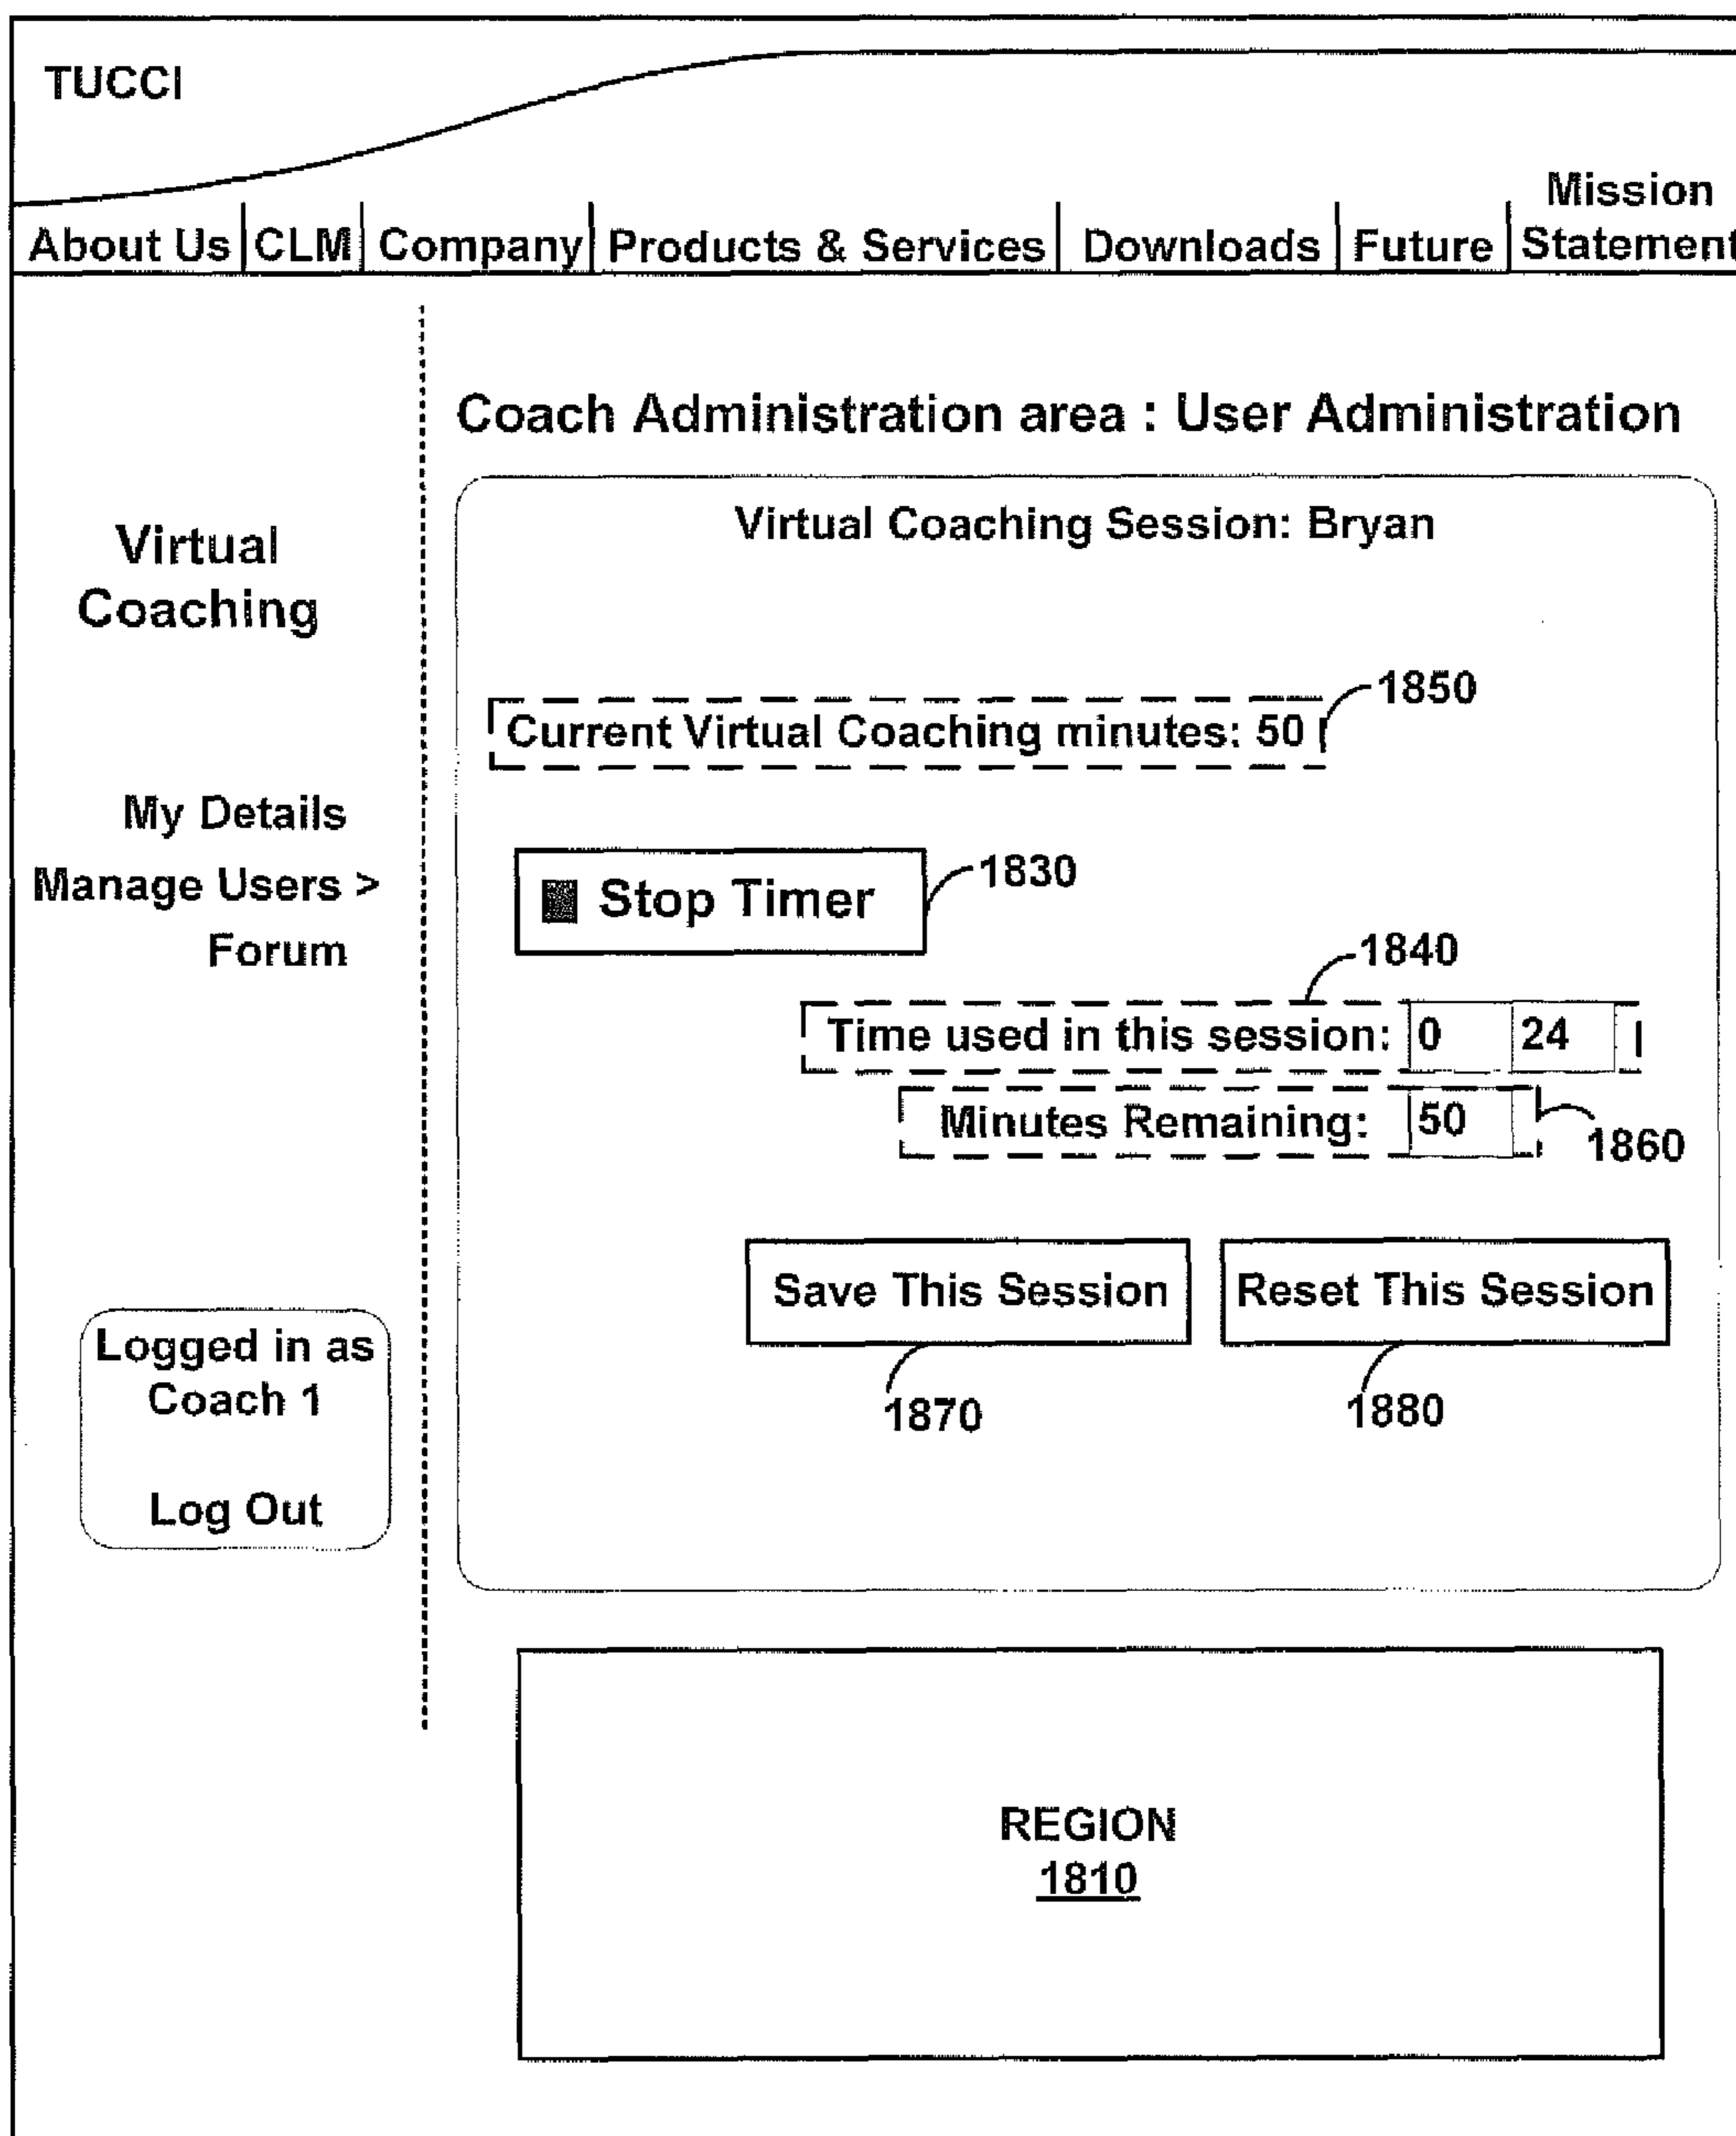 TUCCI
About Us CLM Company Products & Services Downloads Future Mission Statement
Coach Administration area : User Administration
Virtual
Coaching
My Details
Manage Users >
Forum
Logged in as
Coach 1
Log Out
Virtual Coaching Session: Bryan
1850
Current Virtual Coaching minutes: 50
Stop Timer
1830
1840
Time used in this session: 0 24
Minutes Remaining: 50
1860
Save This Session Reset This Session
1870 1880
REGION
1810